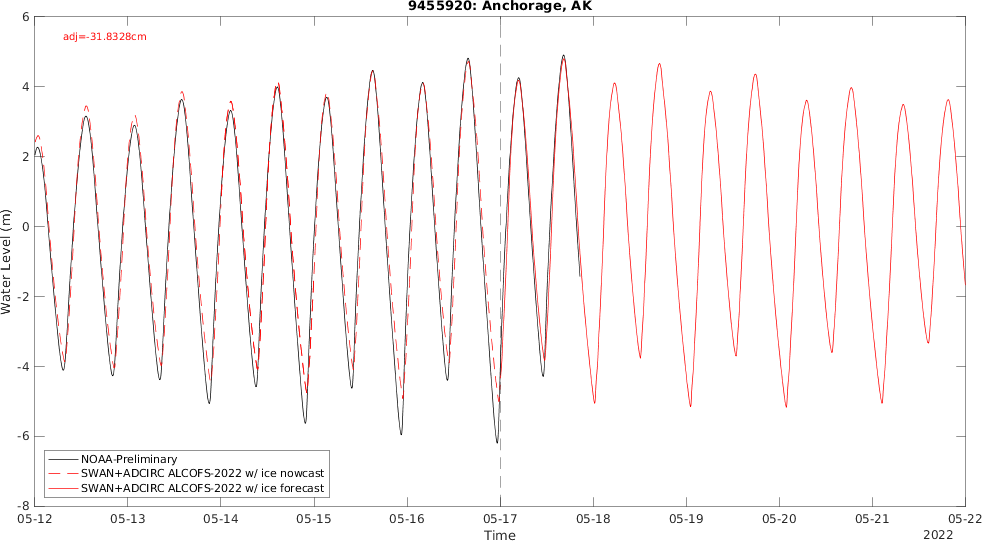 9455920: Anchorage, AK
adj=-31.8328cm
6
4
2
0
-2
-4
-6
-8
Water Level (m)
NOAA-Preliminary
SWAN+ADCIRC ALCOFS-2022 w/ ice nowcast
SWAN+ADCIRC ALCOFS-2022 w/ ice forecast
05-12 05-13 05-14 05-15 05-16 05-17 05-18 05-19 05-20 05-21 05-22
Time
2022